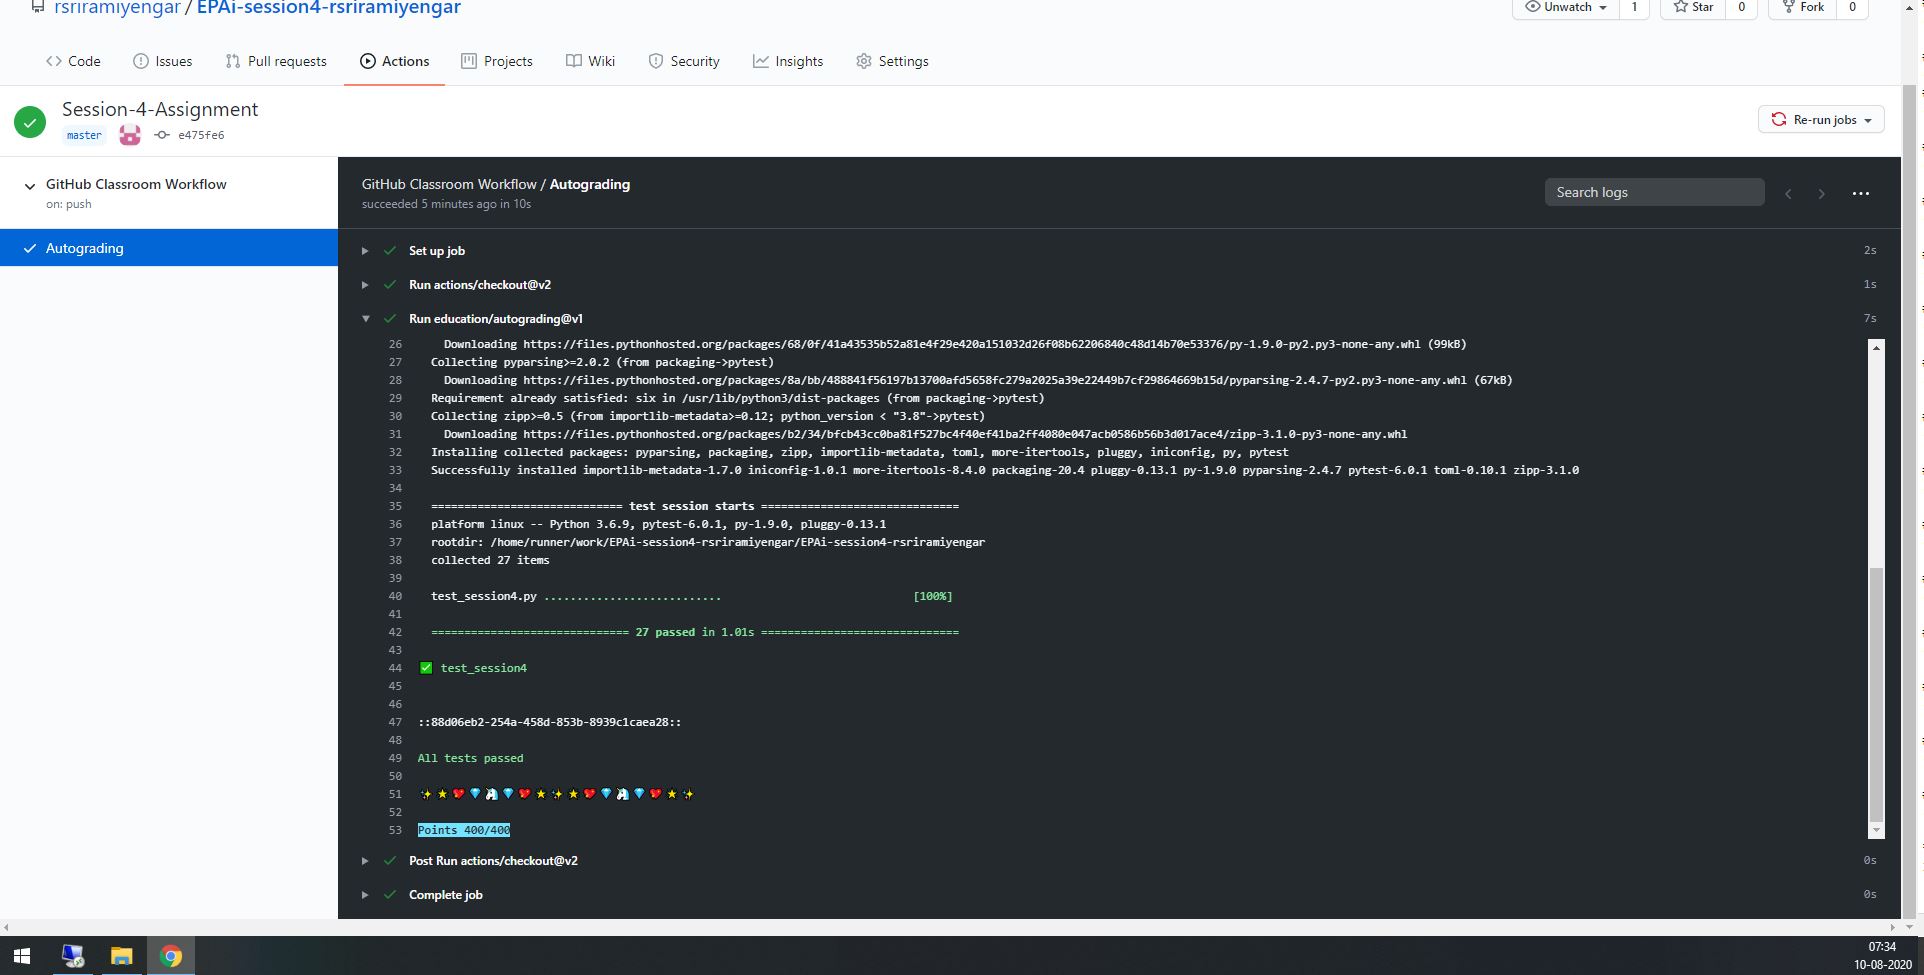 rsriramiyengar / EPAi-session4-rsriramiyengar
Unwatch 1 Star 0 Fork 0
Code Issues Pull requests Actions Projects Wiki Security Insights Settings
Session-4-Assignment
master e475fe6
Re-run jobs
GitHub Classroom Workflow
on: push
Autograding
GitHub Classroom Workflow / Autograding
succeeded 5 minutes ago in 10s
Search logs
Set up job 2s
Run actions/checkout@v2 1s
Run education/autograding@v1 7s
26 Downloading https://files.pythonhosted.org/packages/68/0f/41a43535b52a81e4f29e420a151032d26f08b62206840c48d14b70e53376/py-1.9.0-py2.py3-none-any.whl (99kB)
27 Collecting pyparsing>=2.0.2 (from packaging->pytest)
28 Downloading https://files.pythonhosted.org/packages/8a/bb/488841f56197b13700afd5658fc279a2025a39e22449b7cf29864669b15d/pyparsing-2.4.7-py2.py3-none-any.whl (67kB)
29 Requirement already satisfied: six in /usr/lib/python3/dist-packages (from packaging->pytest)
30 Collecting zipp>=0.5 (from importlib-metadata>=0.12; python_version < "3.8"->pytest)
31 Downloading https://files.pythonhosted.org/packages/b2/34/bfcb43cc0ba81f527bc4f40ef41ba2ff4080e047acb0586b56b3d017ace4/zipp-3.1.0-py3-none-any.whl
32 Installing collected packages: pyparsing, packaging, zipp, importlib-metadata, toml, more-itertools, pluggy, iniconfig, py, pytest
33 Successfully installed importlib-metadata-1.7.0 iniconfig-1.0.1 more-itertools-8.4.0 packaging-20.4 pluggy-0.13.1 py-1.9.0 pyparsing-2.4.7 pytest-6.0.1 toml-0.10.1 zipp-3.1.0
34
35 ============================= test session starts ==============================
36 platform linux -- Python 3.6.9, pytest-6.0.1, py-1.9.0, pluggy-0.13.1
37 rootdir: /home/runner/work/EPAi-session4-rsriramiyengar/EPAi-session4-rsriramiyengar
38 collected 27 items
39
40 test_session4.py ........................... [100%]
41
42 ============================== 27 passed in 1.01s ==============================
43
44 ✅ test_session4
45
46
47 ::88d06eb2-254a-458d-853b-8939c1caea28::
48
49 All tests passed
50
51 ✨⭐💖💎🦄💎💖⭐✨⭐💖💎🦄💎💖⭐✨
52
53 Points 400/400
Post Run actions/checkout@v2 0s
Complete job 0s
07:34
10-08-2020